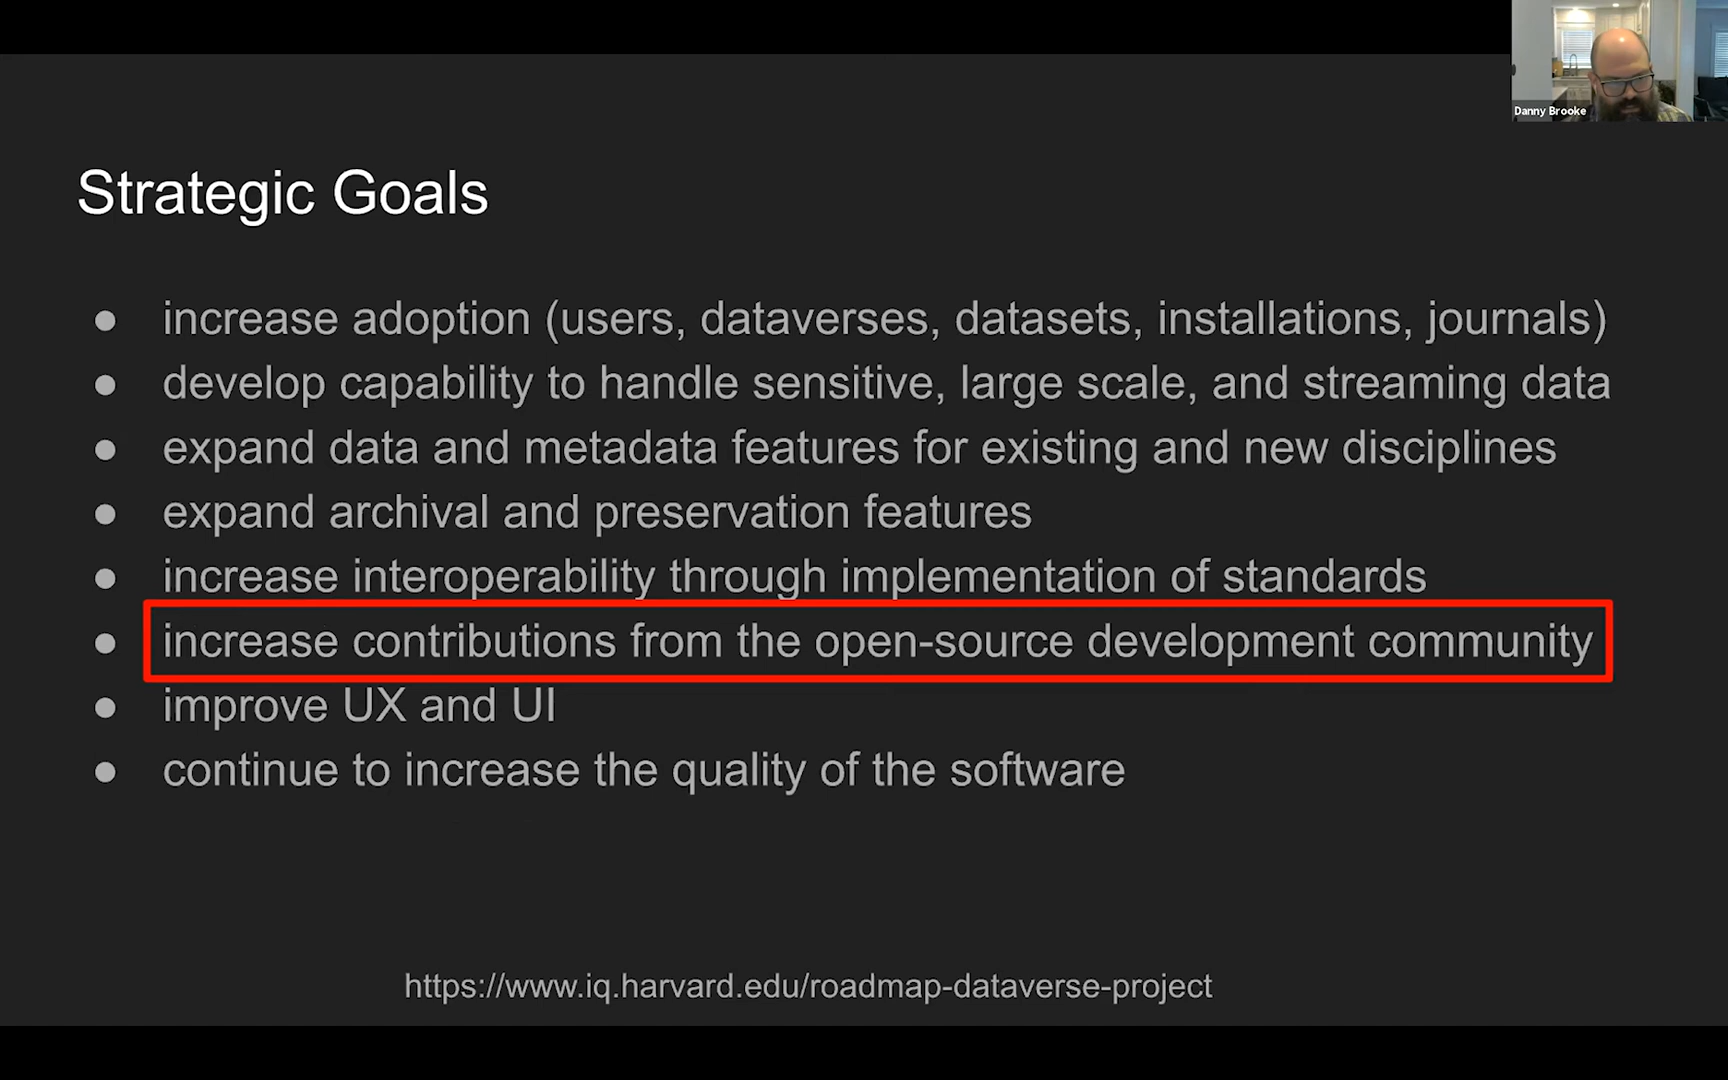 Danny Brooke
Strategic Goals
● increase adoption (users, dataverses, datasets, installations, journals)
● develop capability to handle sensitive, large scale, and streaming data
● expand data and metadata features for existing and new disciplines
● expand archival and preservation features
● increase interoperability through implementation of standards
● increase contributions from the open-source development community
● improve UX and UI
● continue to increase the quality of the software
https://www.iq.harvard.edu/roadmap-dataverse-project